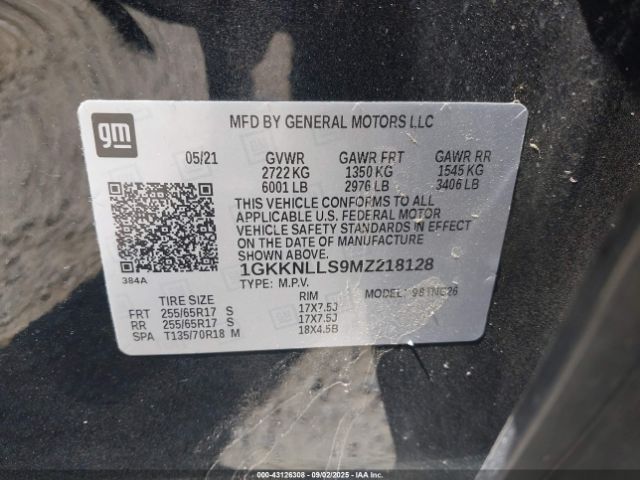 gm
MFD BY GENERAL MOTORS LLC
05/21 GVWR GAWR FRT GAWR RR
2722 KG 1350 KG 1545 KG
6001 LB 2976 LB 3406 LB
THIS VEHICLE CONFORMS TO ALL
APPLICABLE U.S. FEDERAL MOTOR
VEHICLE SAFETY STANDARDS IN EFFECT
ON THE DATE OF MANUFACTURE
SHOWN ABOVE.
1GKKNLLS9MZ218128
384A
TYPE: M.P.V. MODEL:
TIRE SIZE RIM
FRT 255/65R17 S 17X7.5J
RR 255/65R17 S 17X7.5J
SPA T135/70R18 M 18X4.5B
© 000-43126308 - 09/02/2025 - IAAI Inc.